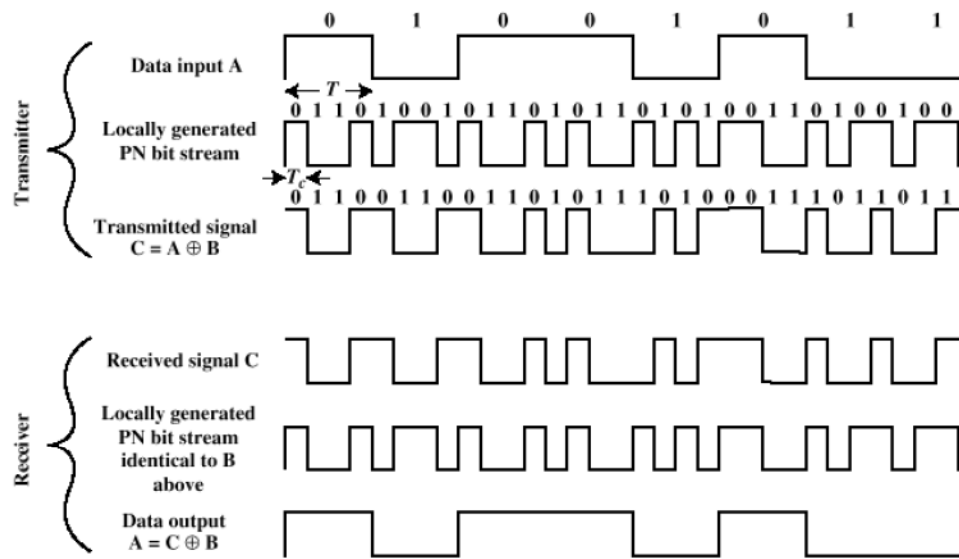 Transmitter
0 1 0 0 1 0 1 1
Data input A
T
0 1 1 0 1 0 0 1 0 1 1 0 1 0 1 1 0 1 0 1 0 0 1 1 0 1 0 0 1 0 0
Locally generated
PN bit stream
Tc
0 1 1 0 0 1 1 0 0 1 1 0 1 0 1 1 1 0 1 0 0 0 1 1 1 0 1 1 0 1 1
Transmitted signal
C = A ⊕ B
Receiver
Received signal C
Locally generated
PN bit stream
identical to B
above
Data output
A = C ⊕ B